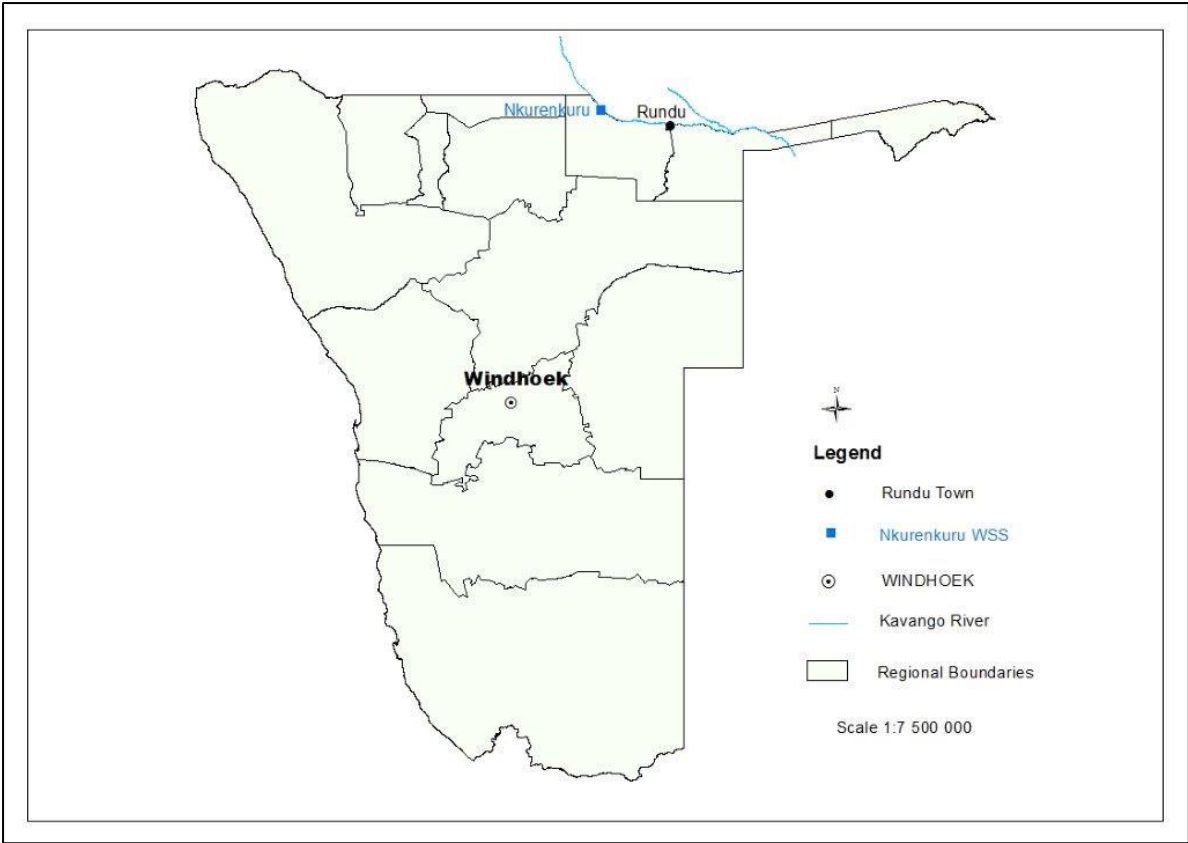 Nkurenkuru
Rundu
Windhoek
N
Legend
Rundu Town
Nkurenkuru WSS
WINDHOEK
Kavango River
Regional Boundaries
Scale 1:7 500 000